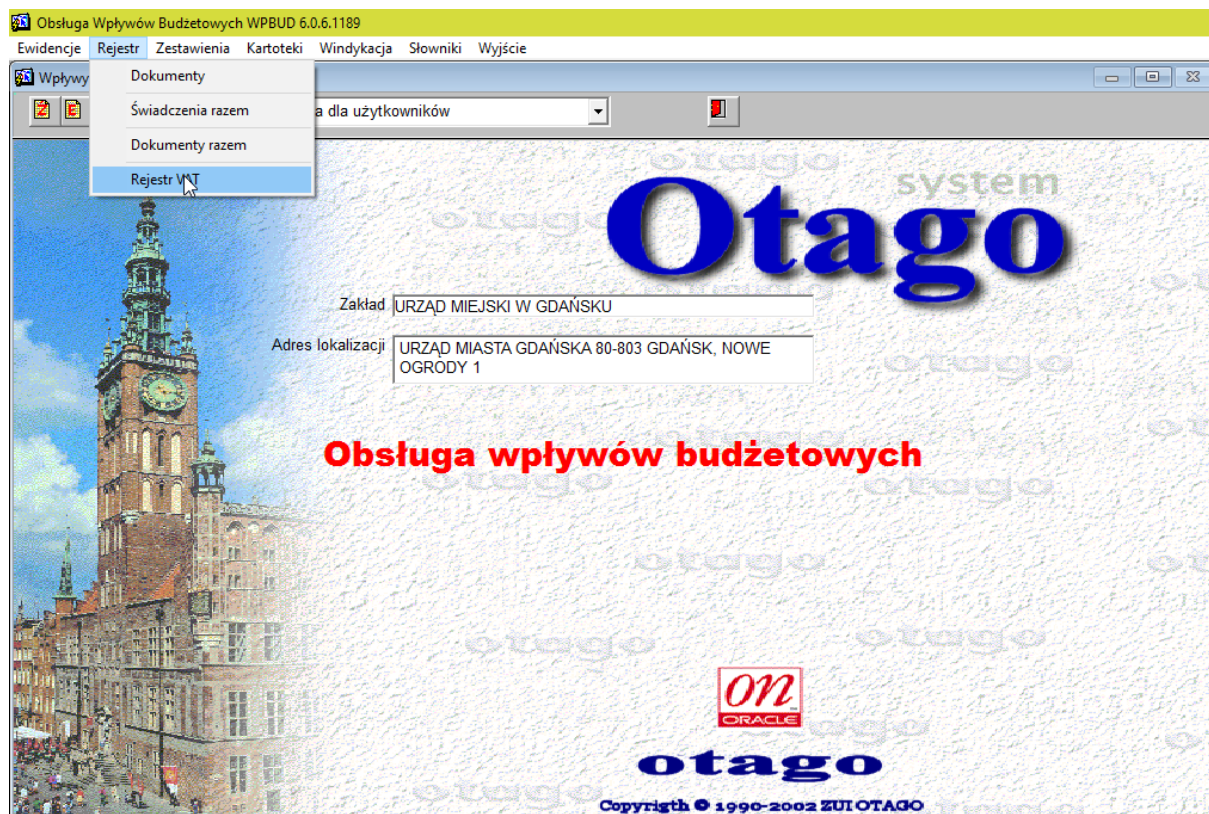 Obsługa Wpływów Budżetowych WPBUD 6.0.6.1189
Ewidencje Rejestr Zestawienia Kartoteki Windykacja Słowniki Wyjście
Wpływy
Dokumenty
Z E a dla użytkowników
Świadczenia razem
Dokumenty razem
Rejestr VAT
system
Otago
Zakład URZĄD MIEJSKI W GDAŃSKU
Adres lokalizacji URZĄD MIASTA GDAŃSKA 80-803 GDAŃSK, NOWE
OGRODY 1
Obsługa wpływów budżetowych
on
ORACLE
otago
Copyrigth © 1990-2002 ZUI OTAGO